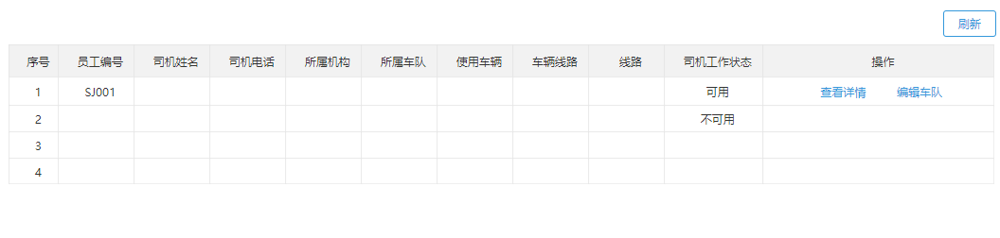 刷新
序号 员工编号 司机姓名 司机电话 所属机构 所属车队 使用车辆 车辆线路 线路 司机工作状态 操作
1 SJ001 可用 查看详情 编辑车队
2 不可用
3
4